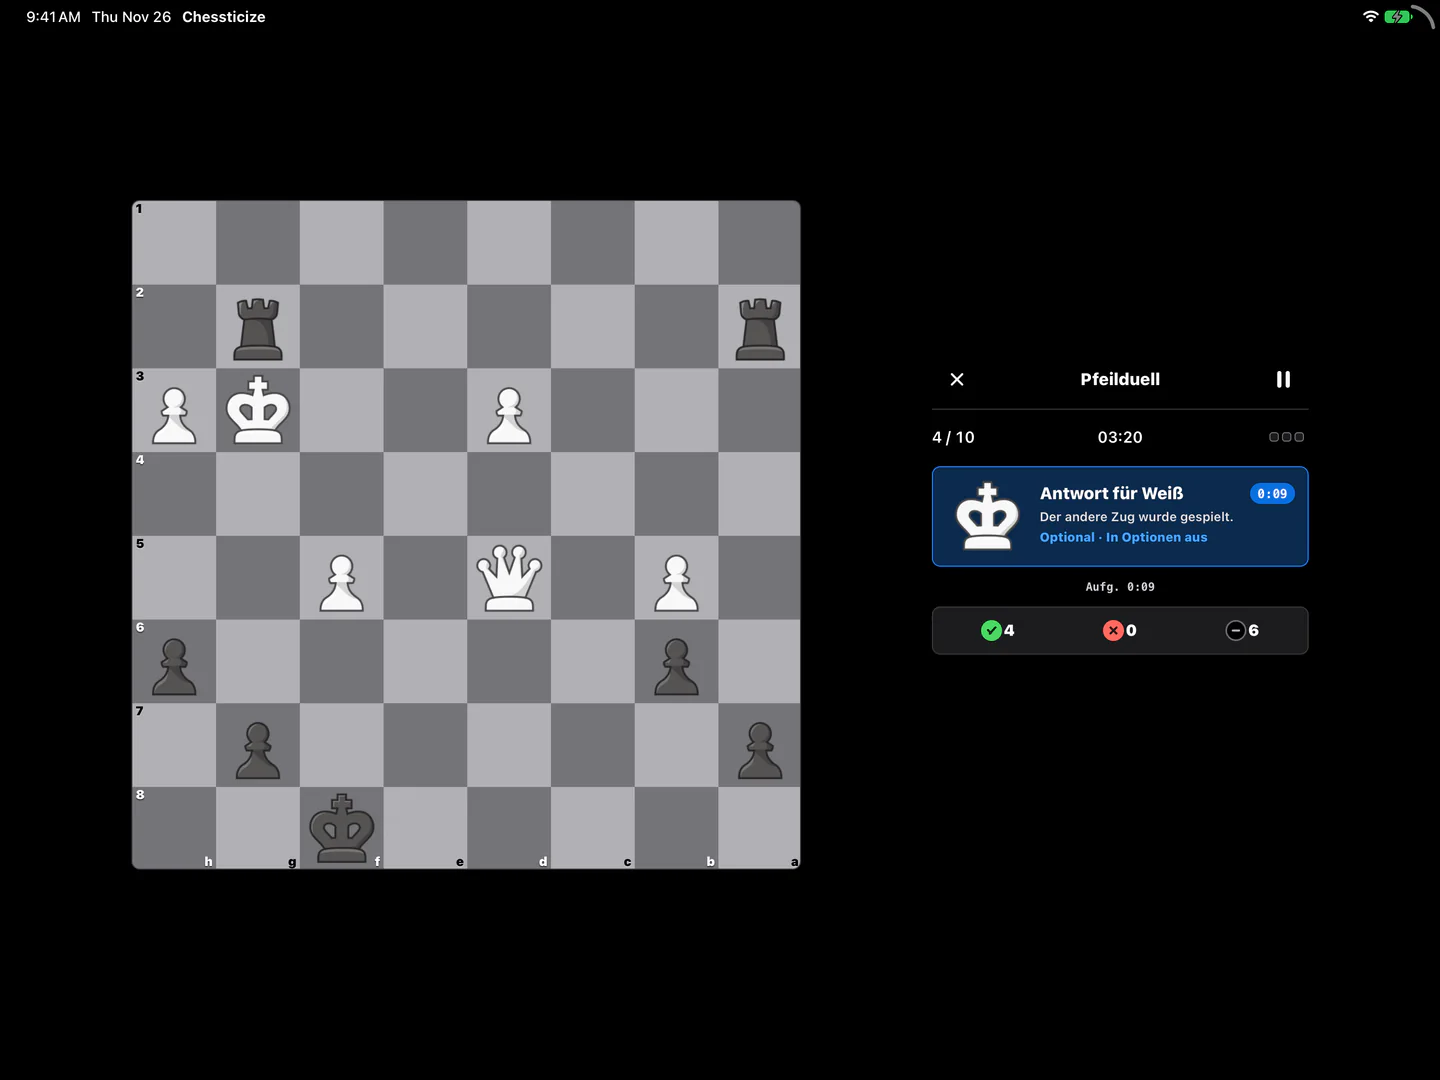 9:41 AM Thu Nov 26 Chessticize
1
2
3
4
5
6
7
8
h g f e d c b a
Pfeilduell
4 / 10 03:20
Antwort für Weiß 0:09
Der andere Zug wurde gespielt.
Optional · In Optionen aus
Aufg. 0:09
4 0 6